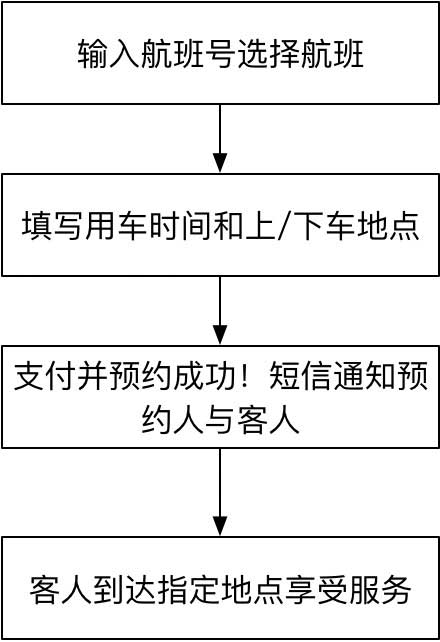 输入航班号选择航班
填写用车时间和上/下车地点
支付并预约成功！短信通知预
约人与客人
客人到达指定地点享受服务